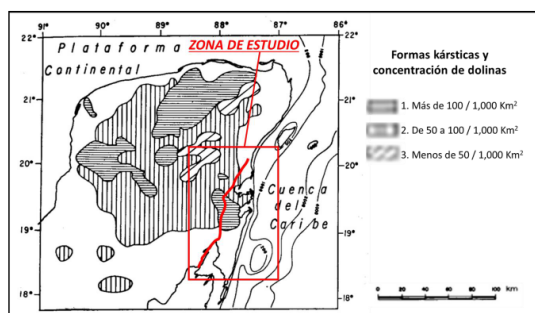 91° 90° 89° 88° 87° 86°
22°
Plataforma
Continental
ZONA DE ESTUDIO
21°
21°
20°
20°
Cuenca
del
Caribe
19°
19°
18°
18°
Formas kársticas y
concentración de dolinas
1. Más de 100 / 1,000 Km²
2. De 50 a 100 / 1,000 Km²
3. Menos de 50 / 1,000 Km²
0 20 40 60 80 100
km